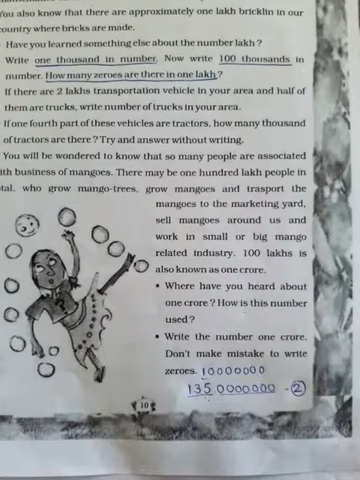 You also know that there are approximately one lakh bricklin in our
country where bricks are made.
Have you learned something else about the number lakh ?
Write one thousand in number. Now write 100 thousands in
number. How many zeroes are there in one lakh ?
If there are 2 lakhs transportation vehicle in your area and half of
them are trucks, write number of trucks in your area.
If one fourth part of these vehicles are tractors, how many thousand
of tractors are there ? Try and answer without writing.
You will be wondered to know that so many people are associated
ith business of mangoes. There may be one hundred lakh people in
tal, who grow mango-trees, grow mangoes and trasport the
mangoes to the marketing yard,
sell mangoes around us and
work in small or big mango
related industry. 100 lakhs is
also known as one crore.
• Where have you heard about
one crore ? How is this number
used ?
• Write the number one crore.
Don't make mistake to write
zeroes. 10000000
135,0000000 - 2
10